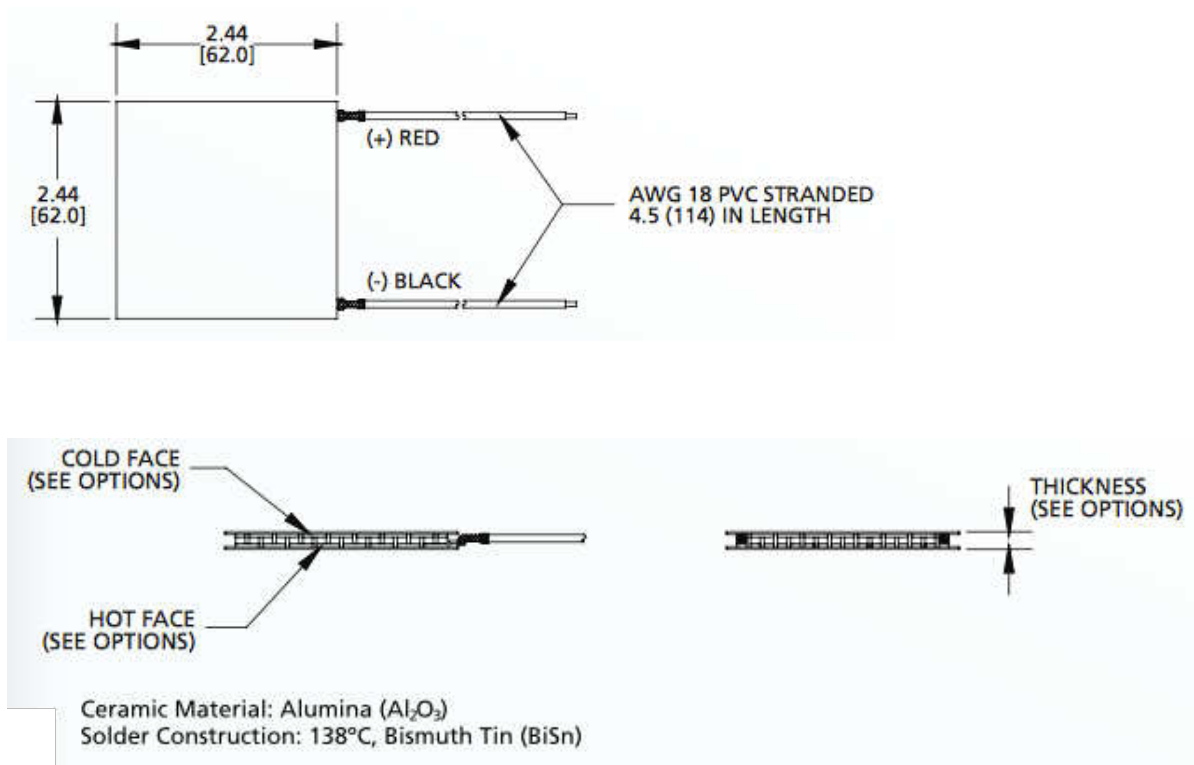 2.44
[62.0]
(+) RED
2.44
[62.0]
AWG 18 PVC STRANDED
4.5 (114) IN LENGTH
(-) BLACK
COLD FACE
(SEE OPTIONS)
THICKNESS
(SEE OPTIONS)
HOT FACE
(SEE OPTIONS)
Ceramic Material: Alumina (Al₂O₃)
Solder Construction: 138°C, Bismuth Tin (BiSn)